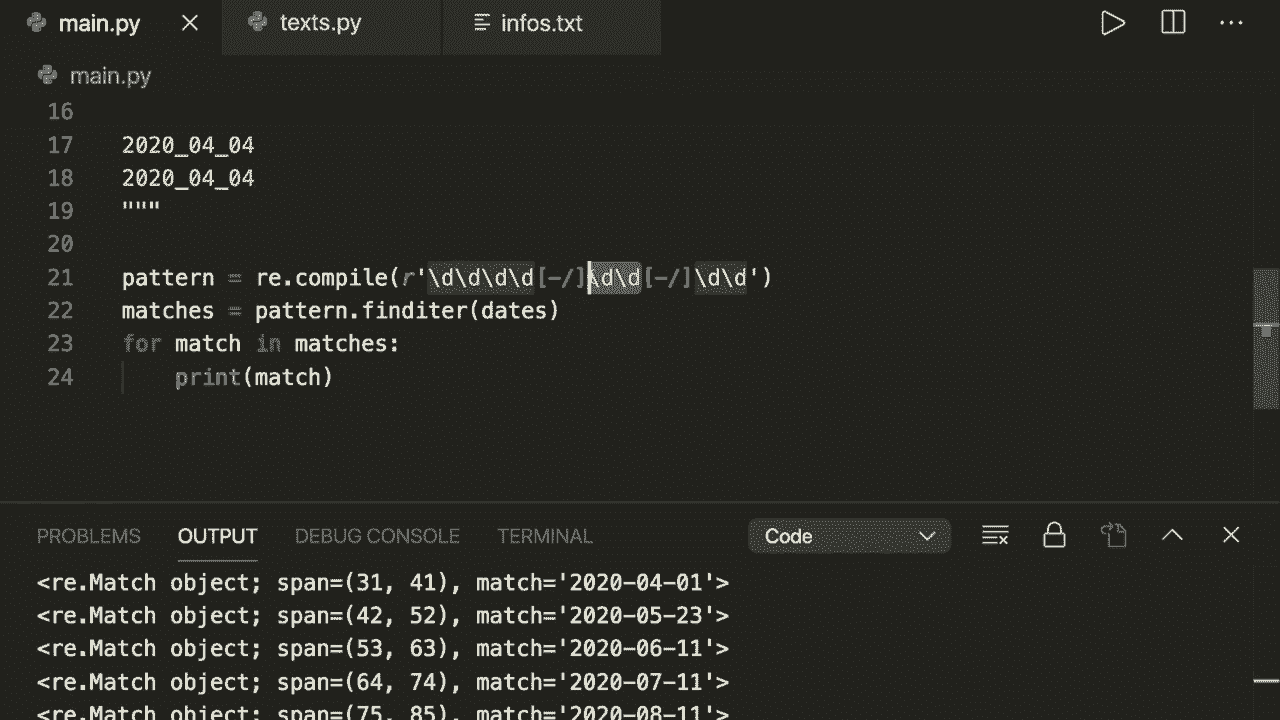 main.py texts.py infos.txt
main.py
16
17 2020_04_04
18 2020_04_04
19 """
20
21 pattern = re.compile(r'\d\d\d\d[-/]\d\d[-/]\d\d')
22 matches = pattern.finditer(dates)
23 for match in matches:
24 print(match)
PROBLEMS OUTPUT DEBUG CONSOLE TERMINAL Code
<re.Match object; span=(31, 41), match='2020-04-01'>
<re.Match object; span=(42, 52), match='2020-05-23'>
<re.Match object; span=(53, 63), match='2020-06-11'>
<re.Match object; span=(64, 74), match='2020-07-11'>
<re.Match object; span=(75, 85), match='2020-08-11'>